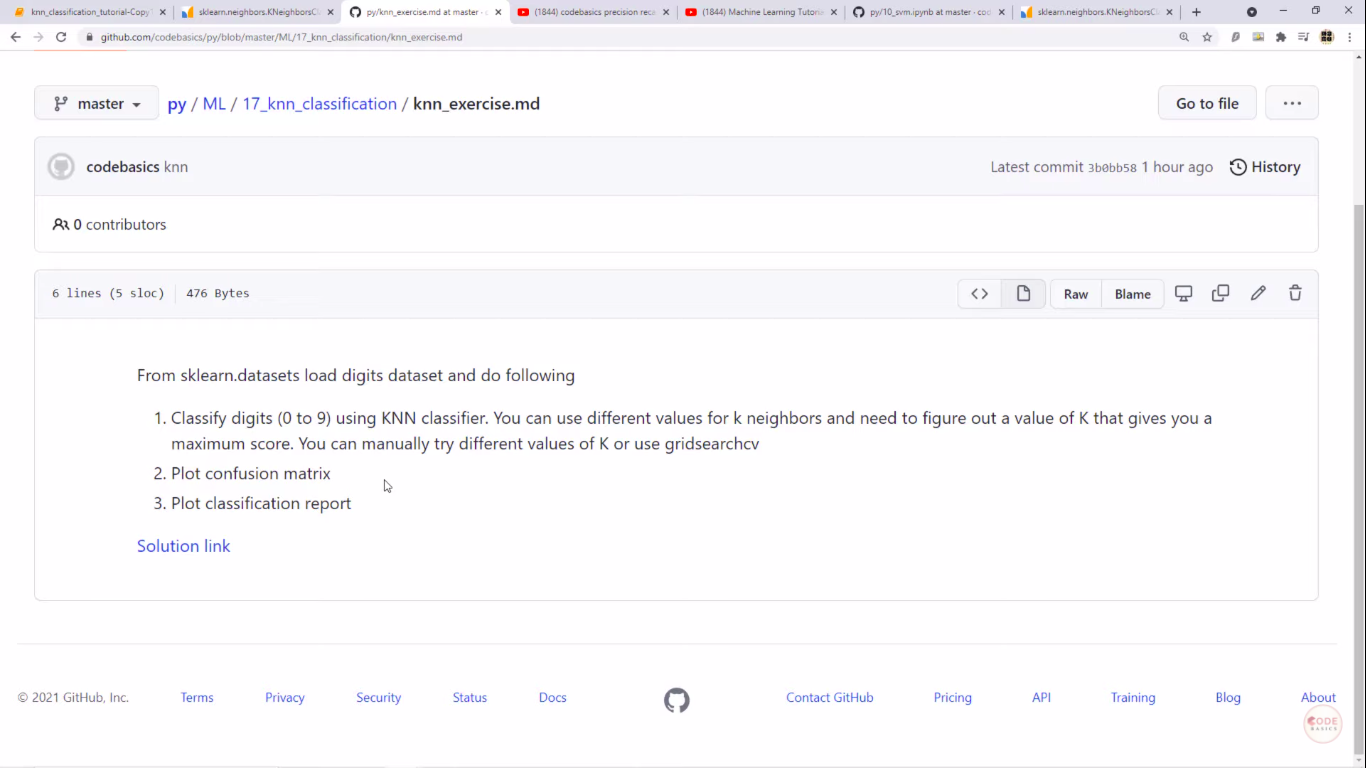 knn_classification_tutorial-Copy1
sklearn.neighbors.KNeighborsCl
py/knn_exercise.md at master · c
(1844) codebasics precision reca
(1844) Machine Learning Tutoria
py/10_svm.ipynb at master · cod
sklearn.neighbors.KNeighborsCl
github.com/codebasics/py/blob/master/ML/17_knn_classification/knn_exercise.md
master
py / ML / 17_knn_classification / knn_exercise.md
Go to file
codebasics knn
Latest commit 3b0bb58 1 hour ago
History
0 contributors
6 lines (5 sloc) 476 Bytes
Raw
Blame
From sklearn.datasets load digits dataset and do following
1. Classify digits (0 to 9) using KNN classifier. You can use different values for k neighbors and need to figure out a value of K that gives you a
maximum score. You can manually try different values of K or use gridsearchcv
2. Plot confusion matrix
3. Plot classification report
Solution link
© 2021 GitHub, Inc. Terms Privacy Security Status Docs Contact GitHub Pricing API Training Blog About
CODE
BASICS